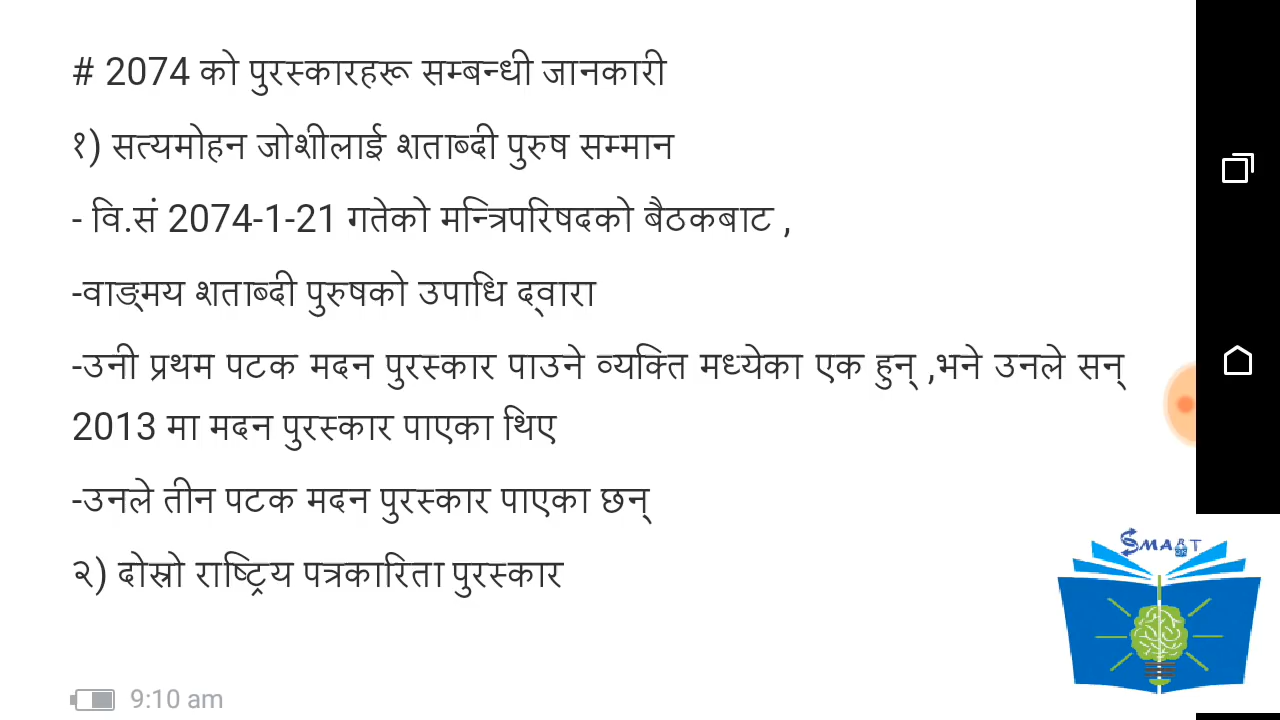 # 2074 को पुरस्कारहरू सम्बन्धी जानकारी
१) सत्यमोहन जोशीलाई शताब्दी पुरुष सम्मान
- वि.सं 2074-1-21 गतेको मन्त्रिपरिषदको बैठकबाट ,
-वाङ्मय शताब्दी पुरुषको उपाधि द्वारा
-उनी प्रथम पटक मदन पुरस्कार पाउने व्यक्ति मध्येका एक हुन् ,भने उनले सन्
2013 मा मदन पुरस्कार पाएका थिए
-उनले तीन पटक मदन पुरस्कार पाएका छन्
२) दोस्रो राष्ट्रिय पत्रकारिता पुरस्कार
SMART
9:10 am